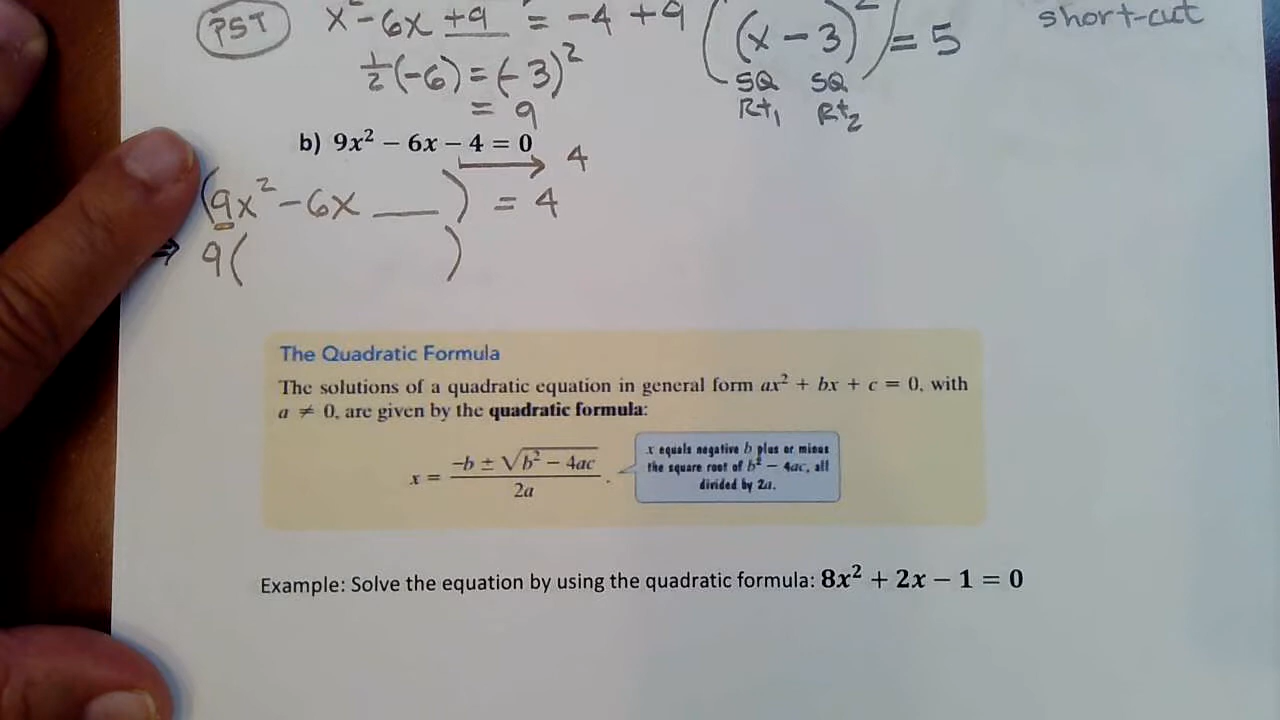 PST x² - 6x +9 = -4 + 9 ((x - 3)²) = 5 short-cut
½(-6) = (-3)²
= 9
SQ SQ
Rt₁ Rt₂
b) 9x² − 6x − 4 = 0
→ 4
(9x² - 6x ___) = 4
⇒ 9( )
The Quadratic Formula
The solutions of a quadratic equation in general form ax² + bx + c = 0, with
a ≠ 0, are given by the quadratic formula:
x = (−b ± √(b² − 4ac)) / 2a .
x equals negative b plus or minus
the square root of b² − 4ac, all
divided by 2a.
Example: Solve the equation by using the quadratic formula: 8x² + 2x − 1 = 0